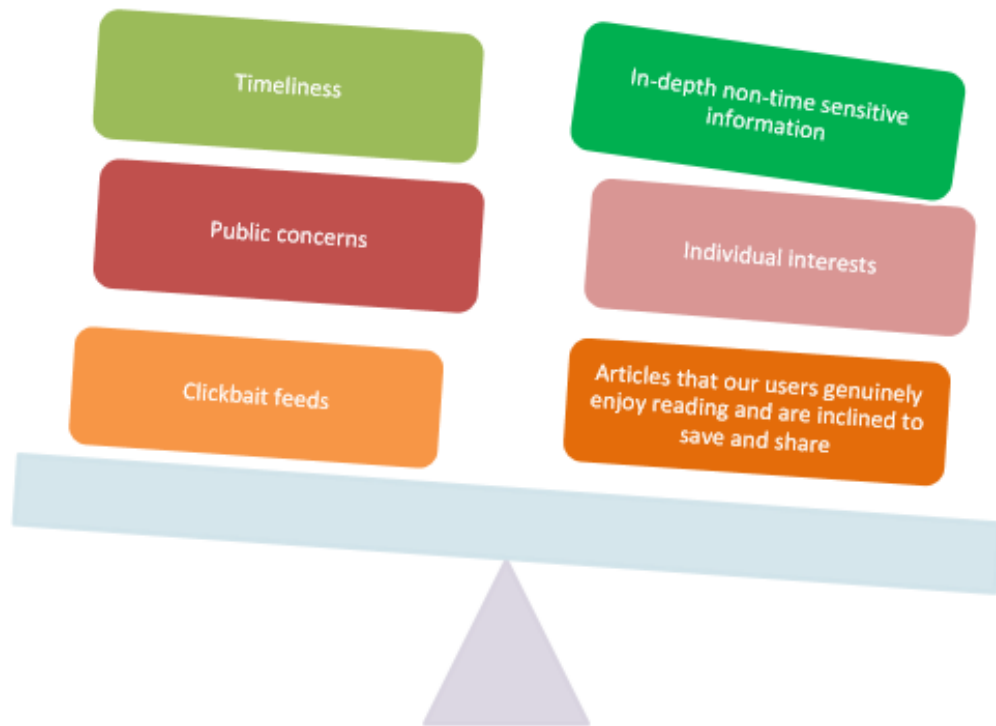 Timeliness
In-depth non-time sensitive
information
Public concerns
Individual interests
Clickbait feeds
Articles that our users genuinely
enjoy reading and are inclined to
save and share